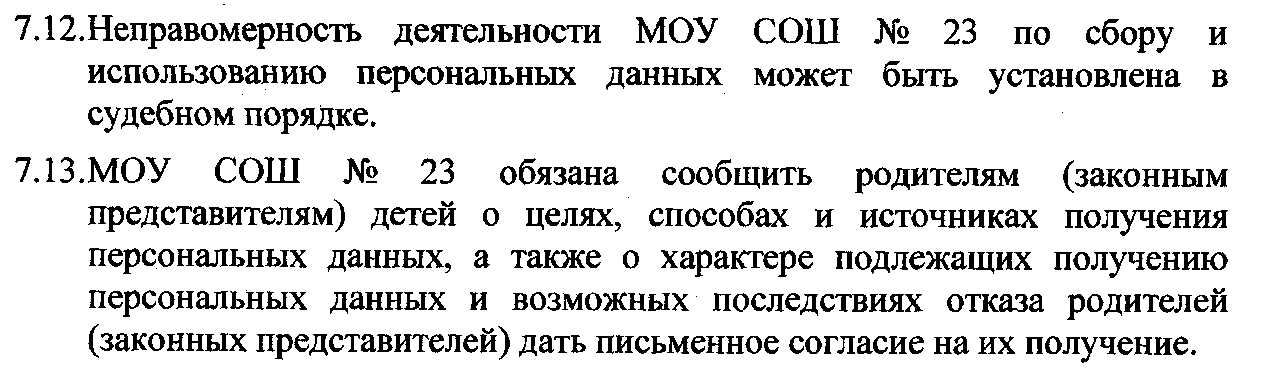 7.12.Неправомерность деятельности МОУ СОШ № 23 по сбору и
использованию персональных данных может быть установлена в
судебном порядке.
7.13.МОУ СОШ № 23 обязана сообщить родителям (законным
представителям) детей о целях, способах и источниках получения
персональных данных, а также о характере подлежащих получению
персональных данных и возможных последствиях отказа родителей
(законных представителей) дать письменное согласие на их получение.